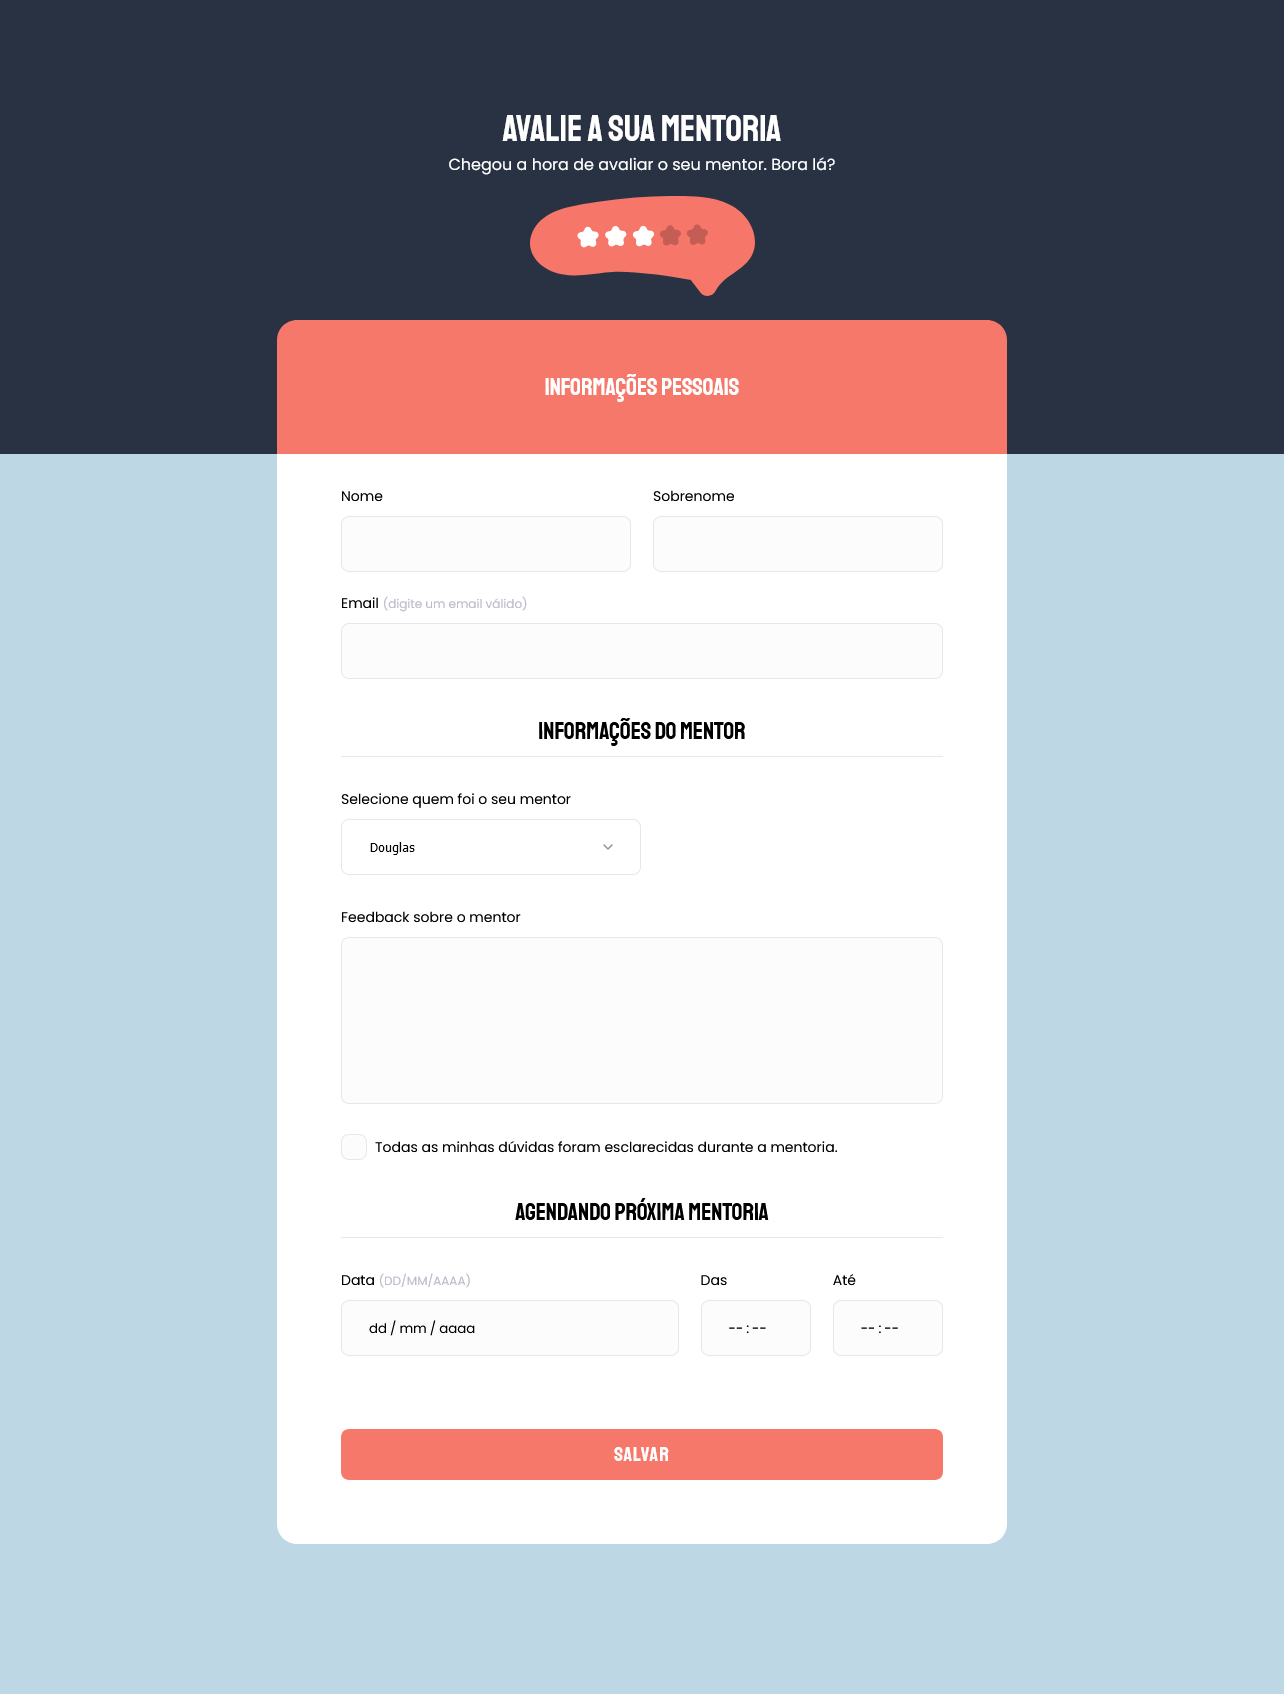 AVALIE A SUA MENTORIA
Chegou a hora de avaliar o seu mentor. Bora lá?
INFORMAÇÕES PESSOAIS
Nome Sobrenome
Email (digite um email válido)
INFORMAÇÕES DO MENTOR
Selecione quem foi o seu mentor
Douglas
Feedback sobre o mentor
Todas as minhas dúvidas foram esclarecidas durante a mentoria.
AGENDANDO PRÓXIMA MENTORIA
Data (DD/MM/AAAA) Das Até
dd / mm / aaaa -- : -- -- : --
SALVAR